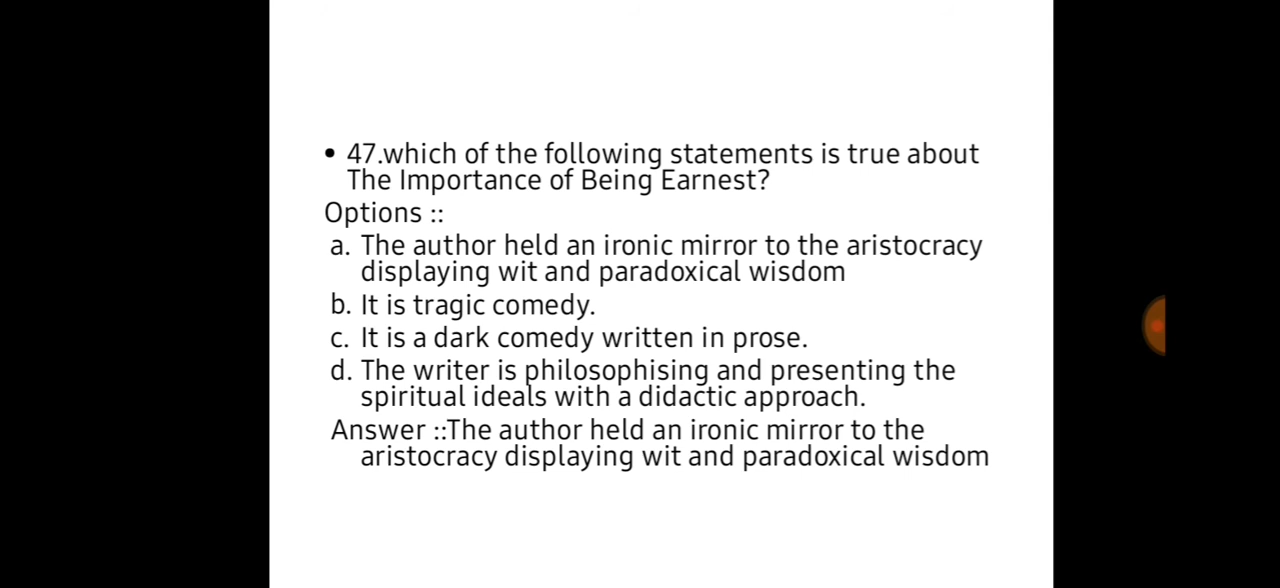 • 47.which of the following statements is true about
The Importance of Being Earnest?
Options ::
a. The author held an ironic mirror to the aristocracy
displaying wit and paradoxical wisdom
b. It is tragic comedy.
c. It is a dark comedy written in prose.
d. The writer is philosophising and presenting the
spiritual ideals with a didactic approach.
Answer ::The author held an ironic mirror to the
aristocracy displaying wit and paradoxical wisdom